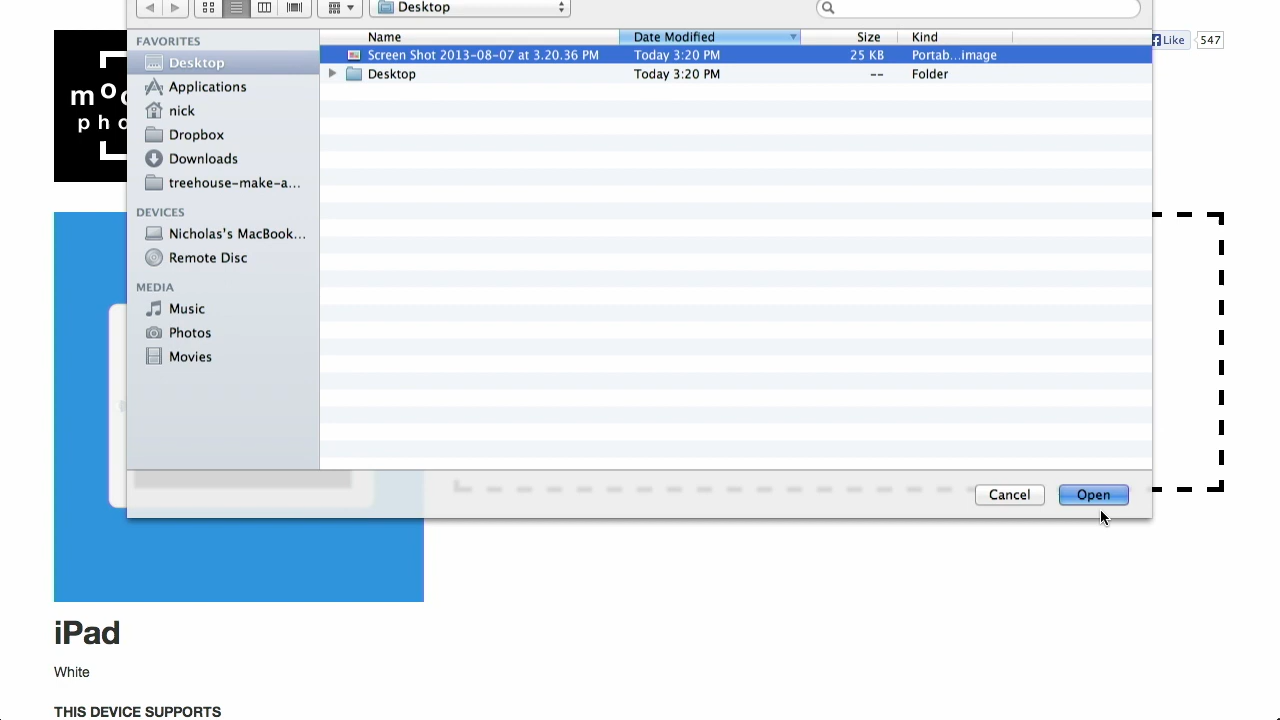 Desktop
FAVORITES
Desktop
Applications
nick
Dropbox
Downloads
treehouse-make-a...
DEVICES
Nicholas's MacBook...
Remote Disc
MEDIA
Music
Photos
Movies
Name Date Modified Size Kind
Screen Shot 2013-08-07 at 3.20.36 PM Today 3:20 PM 25 KB Portab...image
Desktop Today 3:20 PM -- Folder
Cancel Open
Like 547
iPad
White
THIS DEVICE SUPPORTS